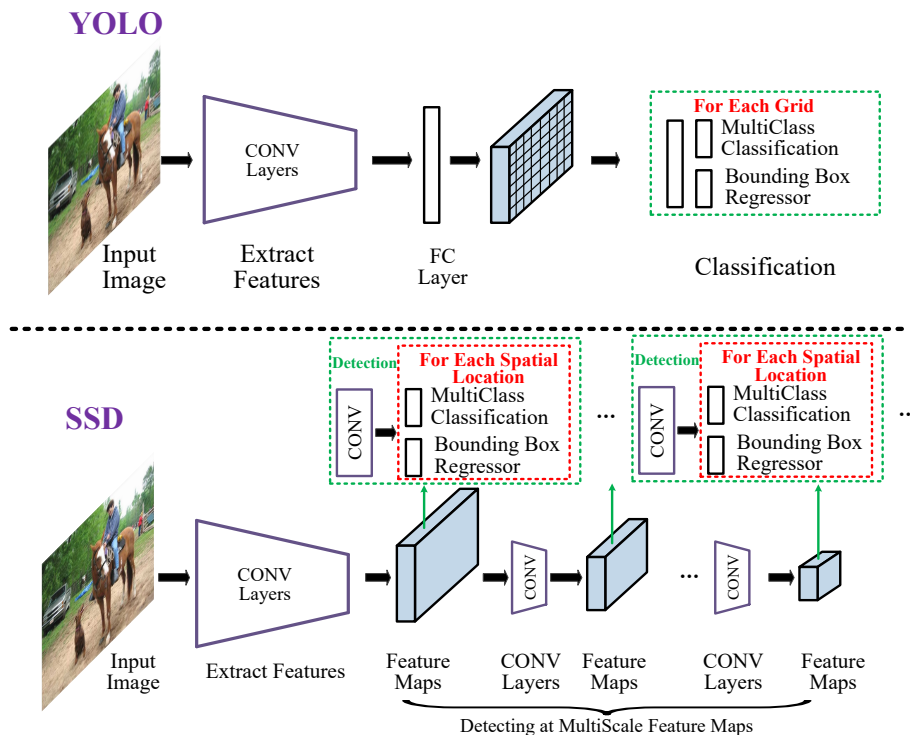 YOLO
CONV
Layers
For Each Grid
MultiClass
Classification
Bounding Box
Regressor
Input
Image
Extract
Features
FC
Layer
Classification
SSD
Detection
For Each Spatial
Location
CONV
MultiClass
Classification
Bounding Box
Regressor
...
Detection
For Each Spatial
Location
CONV
MultiClass
Classification
Bounding Box
Regressor
..
CONV
Layers
CONV
...
CONV
Input
Image
Extract Features
Feature
Maps
CONV
Layers
Feature
Maps
CONV
Layers
Feature
Maps
Detecting at MultiScale Feature Maps